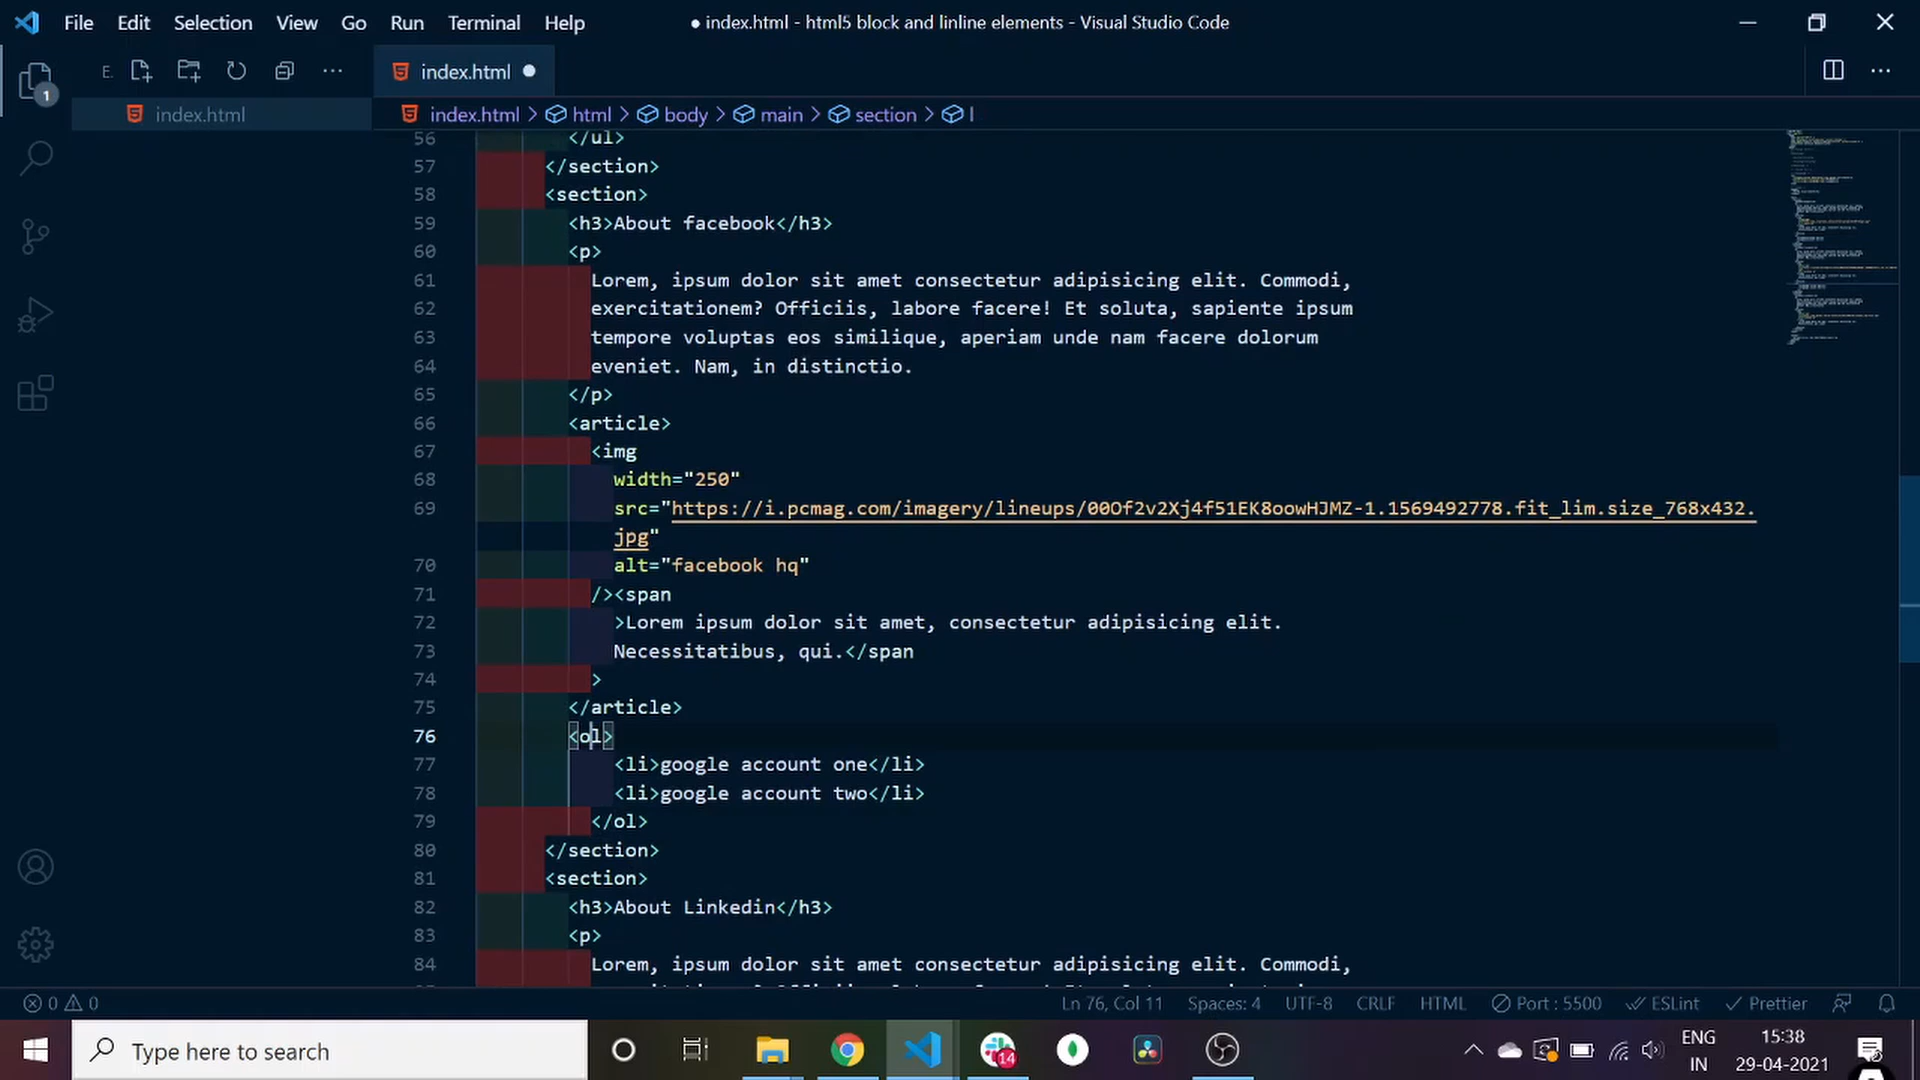 File Edit Selection View Go Run Terminal Help
● index.html - html5 block and linline elements - Visual Studio Code
E.
index.html
1
index.html
index.html > html > body > main > section > l
56 </ul>
57 </section>
58 <section>
59 <h3>About facebook</h3>
60 <p>
61 Lorem, ipsum dolor sit amet consectetur adipisicing elit. Commodi,
62 exercitationem? Officiis, labore facere! Et soluta, sapiente ipsum
63 tempore voluptas eos similique, aperiam unde nam facere dolorum
64 eveniet. Nam, in distinctio.
65 </p>
66 <article>
67 <img
68 width="250"
69 src="https://i.pcmag.com/imagery/lineups/00Of2v2Xj4f51EK8oowHJMZ-1.1569492778.fit_lim.size_768x432.
jpg"
70 alt="facebook hq"
71 /><span
72 >Lorem ipsum dolor sit amet, consectetur adipisicing elit.
73 Necessitatibus, qui.</span
74 >
75 </article>
76 <ol>
77 <li>google account one</li>
78 <li>google account two</li>
79 </ol>
80 </section>
81 <section>
82 <h3>About Linkedin</h3>
83 <p>
84 Lorem, ipsum dolor sit amet consectetur adipisicing elit. Commodi,
0 0 Ln 76, Col 11 Spaces: 4 UTF-8 CRLF HTML Port : 5500 ESLint Prettier
Type here to search
14
ENG
IN
15:38
29-04-2021